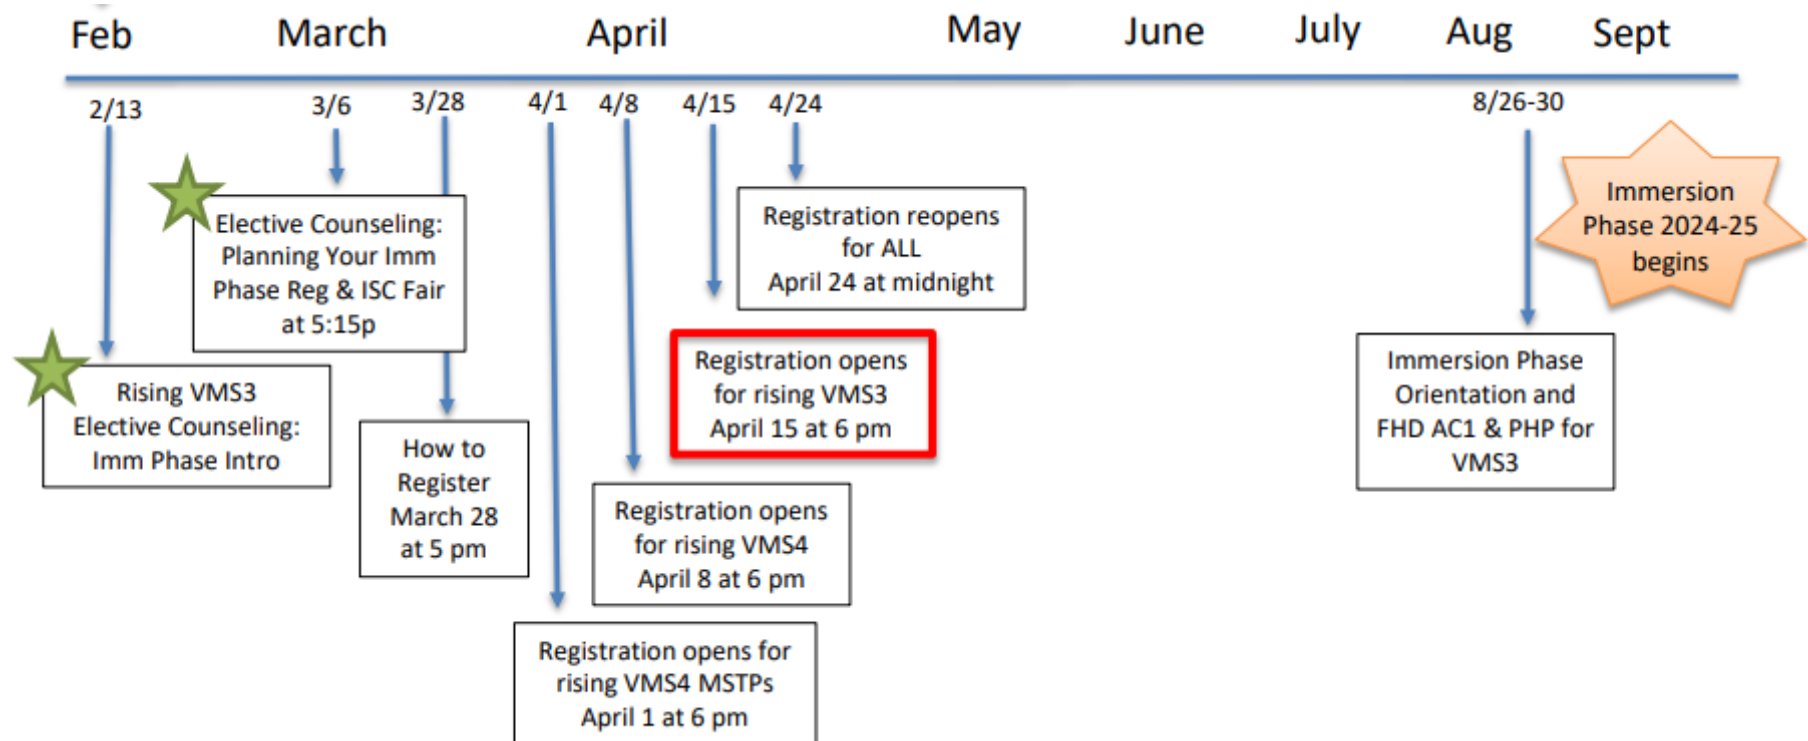 Feb March April May June July Aug Sept
2/13 3/6 3/28 4/1 4/8 4/15 4/24 8/26-30
Rising VMS3
Elective Counseling:
Imm Phase Intro
Elective Counseling:
Planning Your Imm
Phase Reg & ISC Fair
at 5:15p
How to
Register
March 28
at 5 pm
Registration opens for
rising VMS4 MSTPs
April 1 at 6 pm
Registration opens
for rising VMS4
April 8 at 6 pm
Registration opens
for rising VMS3
April 15 at 6 pm
Registration reopens
for ALL
April 24 at midnight
Immersion Phase
Orientation and
FHD AC1 & PHP for
VMS3
Immersion
Phase 2024-25
begins